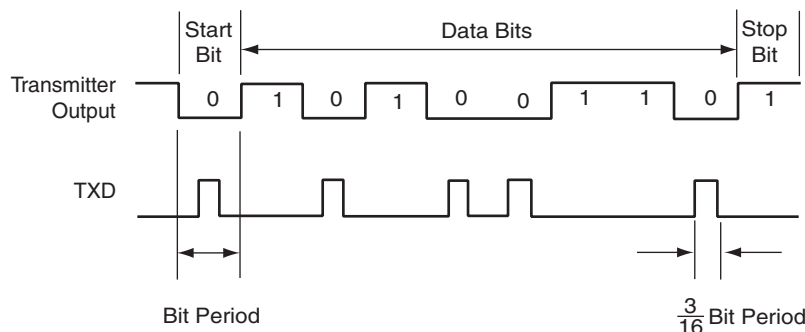 Start
Bit
Data Bits
Stop
Bit
Transmitter
Output
0 1 0 1 0 0 1 1 0 1
TXD
Bit Period
3/16 Bit Period